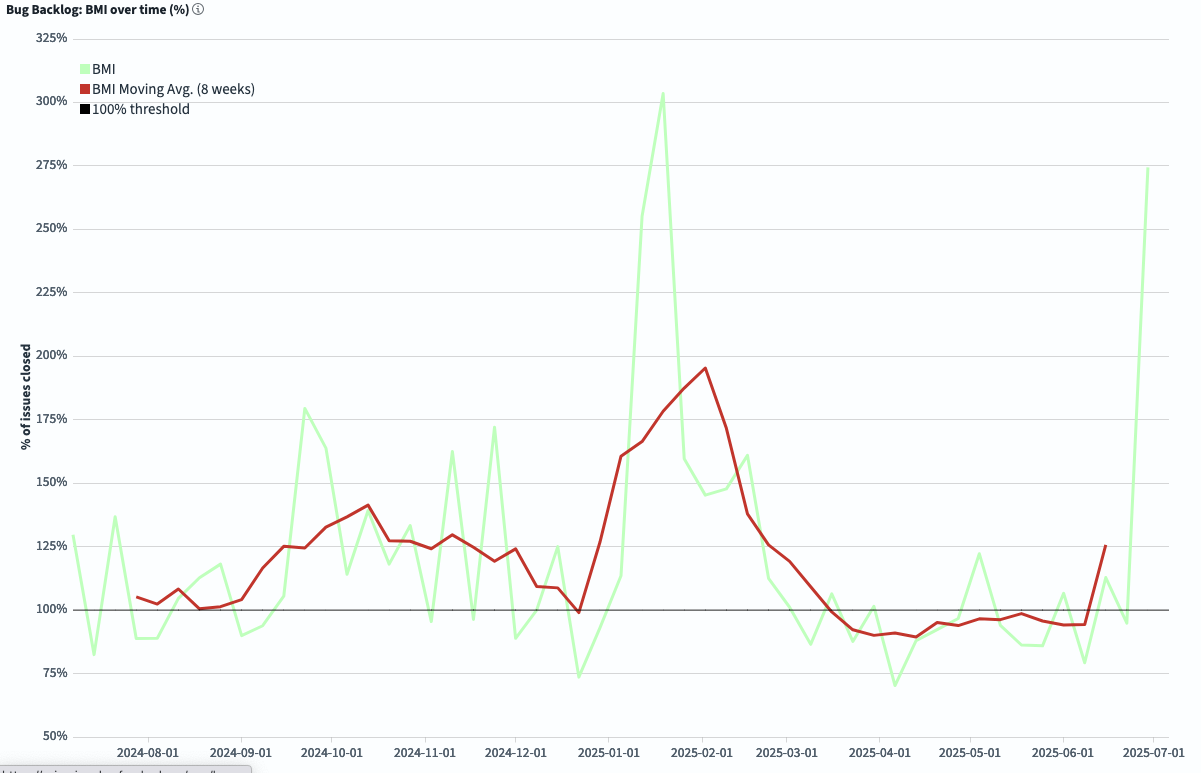 Bug Backlog: BMI over time (%) ⓘ
325%
BMI
BMI Moving Avg. (8 weeks)
300%
100% threshold
275%
250%
225%
200%
% of issues closed
175%
150%
125%
100%
75%
50%
2024-08-01 2024-09-01 2024-10-01 2024-11-01 2024-12-01 2025-01-01 2025-02-01 2025-03-01 2025-04-01 2025-05-01 2025-06-01 2025-07-01